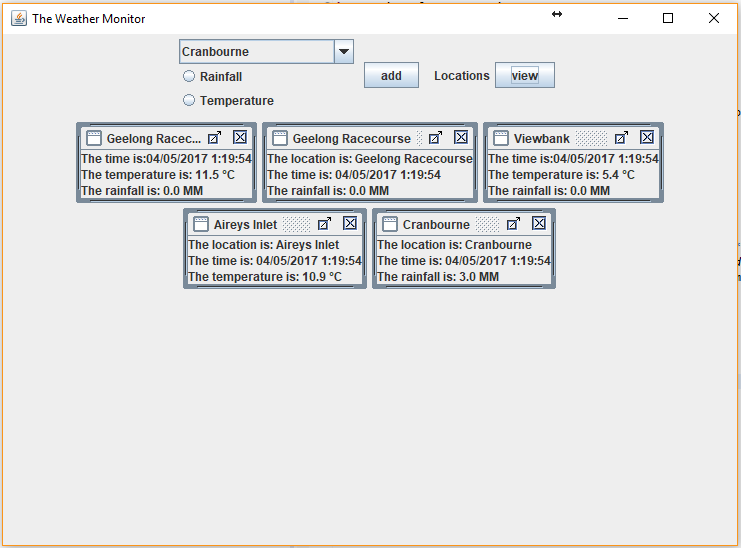 The Weather Monitor
Cranbourne
Rainfall
add Locations view
Temperature
Geelong Racec...
The time is:04/05/2017 1:19:54
The temperature is: 11.5 °C
The rainfall is: 0.0 MM
Geelong Racecourse
The location is: Geelong Racecourse
The time is: 04/05/2017 1:19:54
The rainfall is: 0.0 MM
Viewbank
The time is:04/05/2017 1:19:54
The temperature is: 5.4 °C
The rainfall is: 0.0 MM
Aireys Inlet
The location is: Aireys Inlet
The time is: 04/05/2017 1:19:54
The temperature is: 10.9 °C
Cranbourne
The location is: Cranbourne
The time is: 04/05/2017 1:19:54
The rainfall is: 3.0 MM